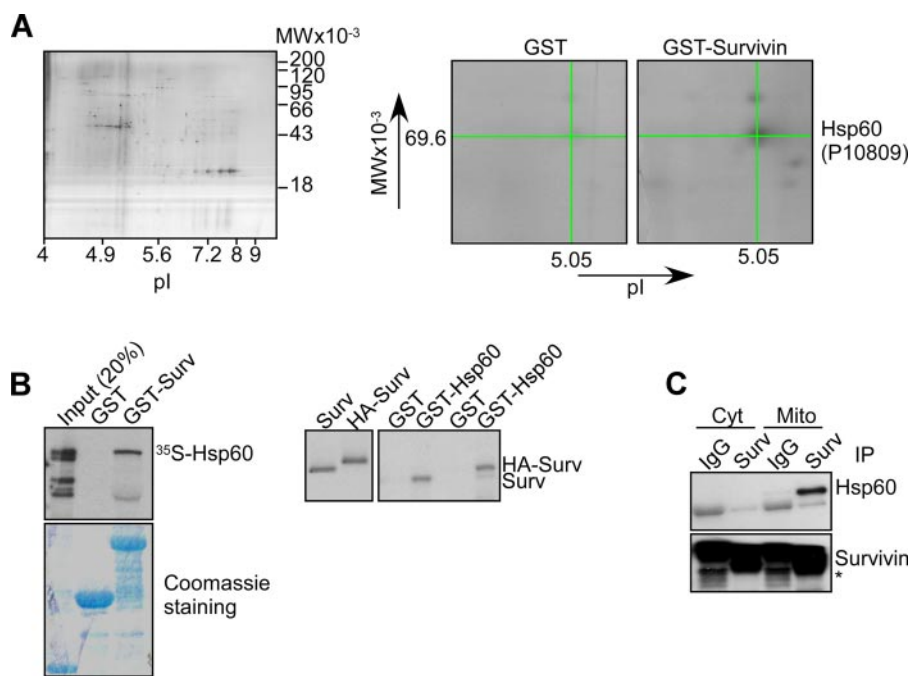 A
MWx10-3
200
120
95
66
43
18
4 4.9 5.6 7.2 8 9
pI
GST GST-Survivin
MWx10-3
69.6
Hsp60
(P10809)
5.05 5.05
pI
B
Input (20%)
GST
GST-Surv
35S-Hsp60
Coomassie
staining
Surv
HA-Surv
GST
GST-Hsp60
GST
GST-Hsp60
HA-Surv
Surv
C
Cyt Mito
IgG Surv IgG Surv IP
Hsp60
Survivin
*